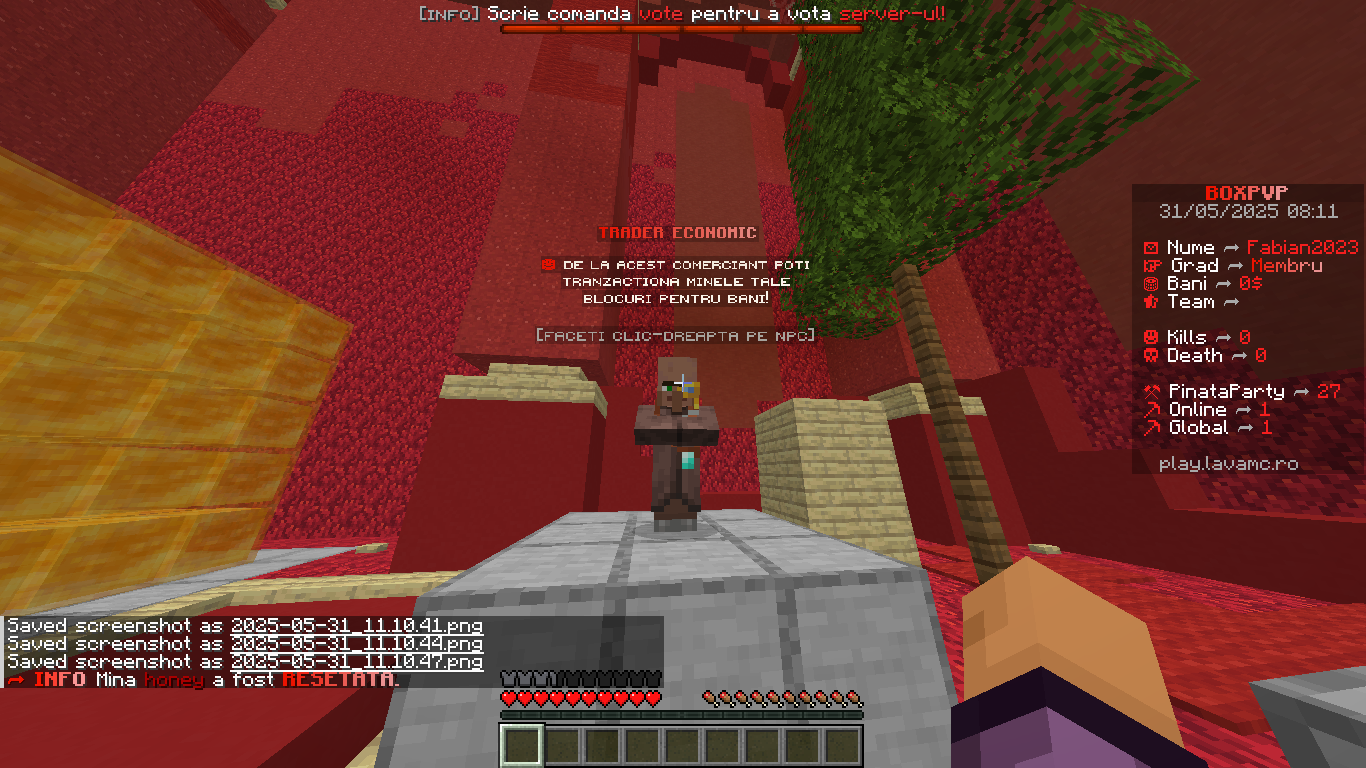 [INFO] Scrie comanda vote pentru a vota server-ul!
TRADER ECONOMIC
DE LA ACEST COMERCIANT POTI
TRANZACTIONA MINELE TALE
BLOCURI PENTRU BANI!
[FACETI CLIC-DREAPTA PE NPC]
BOXPVP
31/05/2025 08:11
Nume → Fabian2023
Grad → Membru
Bani → 0$
Team →
Kills → 0
Death → 0
PinataParty → 27
Online → 1
Global → 1
play.lavamc.ro
Saved screenshot as 2025-05-31_11.10.41.png
Saved screenshot as 2025-05-31_11.10.44.png
Saved screenshot as 2025-05-31_11.10.47.png
→ INFO Mina honey a fost RESETATA.